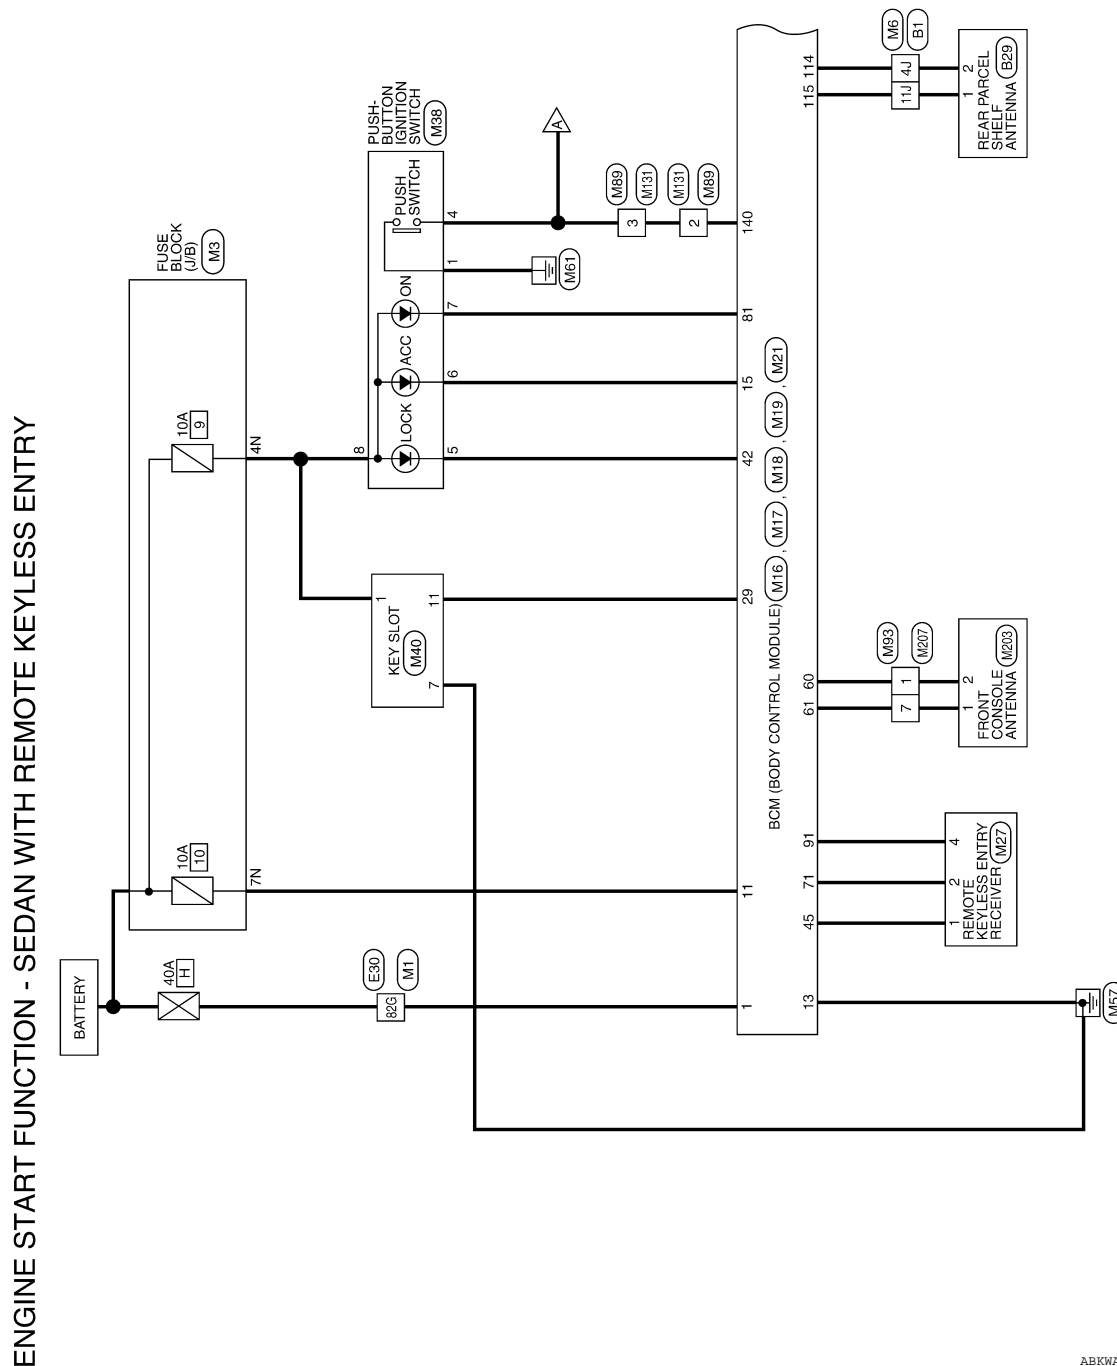 ENGINE START FUNCTION - SEDAN WITH REMOTE KEYLESS ENTRY
BATTERY
40A
H
E30
82G
M1
1
FUSE
BLOCK
(J/B)
M3
10A
10
7N
11
10A
9
4N
KEY SLOT
M40
1
7
11
29
PUSH-
BUTTON
IGNITION
SWITCH
M38
8
LOCK
ACC
ON
PUSH
SWITCH
5
6
7
1
4
M61
A
M89
M131
3
M131
M89
2
42
15
81
140
BCM (BODY CONTROL MODULE)
M16 , M17 , M18 , M19 , M21
13
45
71
91
61
60
115
114
M57
1
2
4
REMOTE
KEYLESS ENTRY
RECEIVER
M27
M93
M207
7
1
1
2
FRONT
CONSOLE
ANTENNA
M203
M6
B1
11J
4J
1
2
REAR PARCEL
SHELF
ANTENNA
B29
ABKWA